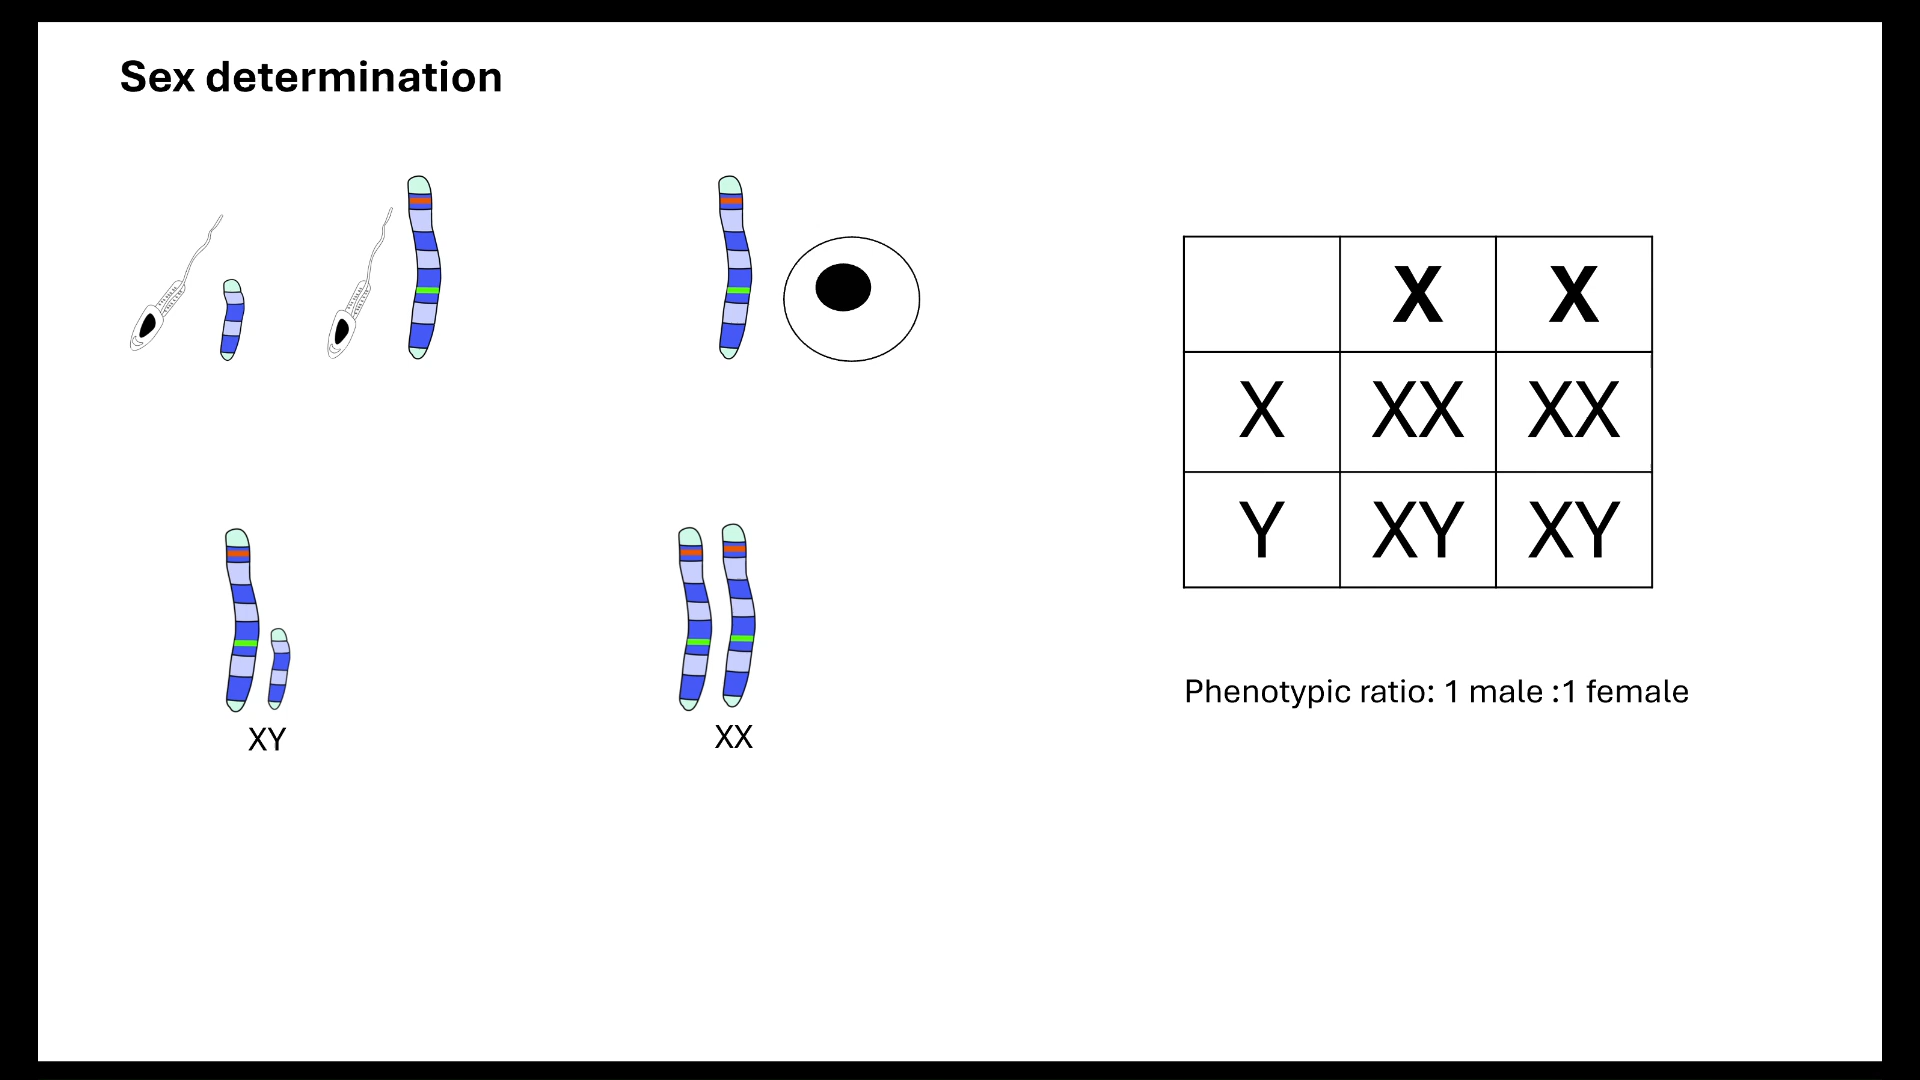 Sex determination
X X
X XX XX
Y XY XY
XY
XX
Phenotypic ratio: 1 male :1 female